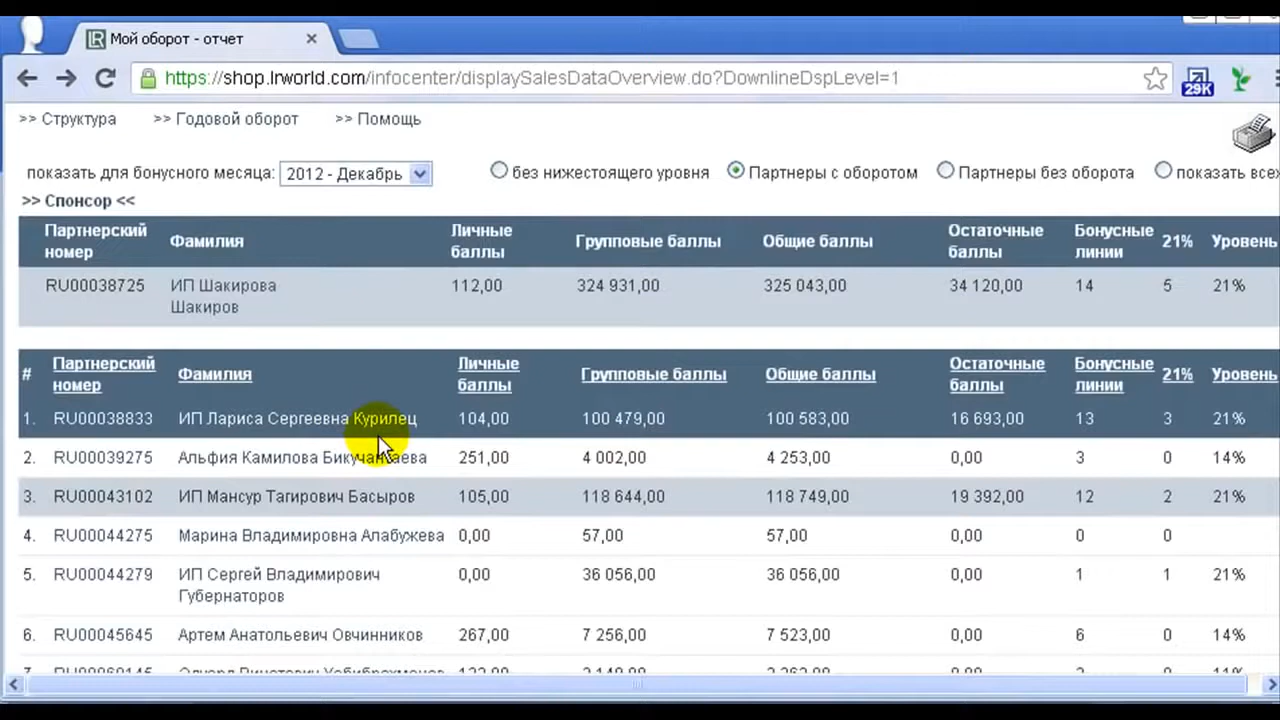 Мой оборот - отчет
https://shop.lrworld.com/infocenter/displaySalesDataOverview.do?DownlineDspLevel=1
29K
>> Структура >> Годовой оборот >> Помощь
показать для бонусного месяца: 2012 - Декабрь без нижестоящего уровня Партнеры с оборотом Партнеры без оборота показать всех
>> Спонсор <<
Партнерский номер Фамилия Личные баллы Групповые баллы Общие баллы Остаточные баллы Бонусные линии 21% Уровень
RU00038725 ИП Шакирова Шакиров 112,00 324 931,00 325 043,00 34 120,00 14 5 21%
# Партнерский номер Фамилия Личные баллы Групповые баллы Общие баллы Остаточные баллы Бонусные линии 21% Уровень
1. RU00038833 ИП Лариса Сергеевна Курилец 104,00 100 479,00 100 583,00 16 693,00 13 3 21%
2. RU00039275 Альфия Камилова 251,00 4 002,00 4 253,00 0,00 3 0 14%
3. RU00043102 ИП Мансур Тагирович Басыров 105,00 118 644,00 118 749,00 19 392,00 12 2 21%
4. RU00044275 Марина Владимировна Алабужева 0,00 57,00 57,00 0,00 0 0
5. RU00044279 ИП Сергей Владимирович Губернаторов 0,00 36 056,00 36 056,00 0,00 1 1 21%
6. RU00045645 Артем Анатольевич Овчинников 267,00 7 256,00 7 523,00 0,00 6 0 14%